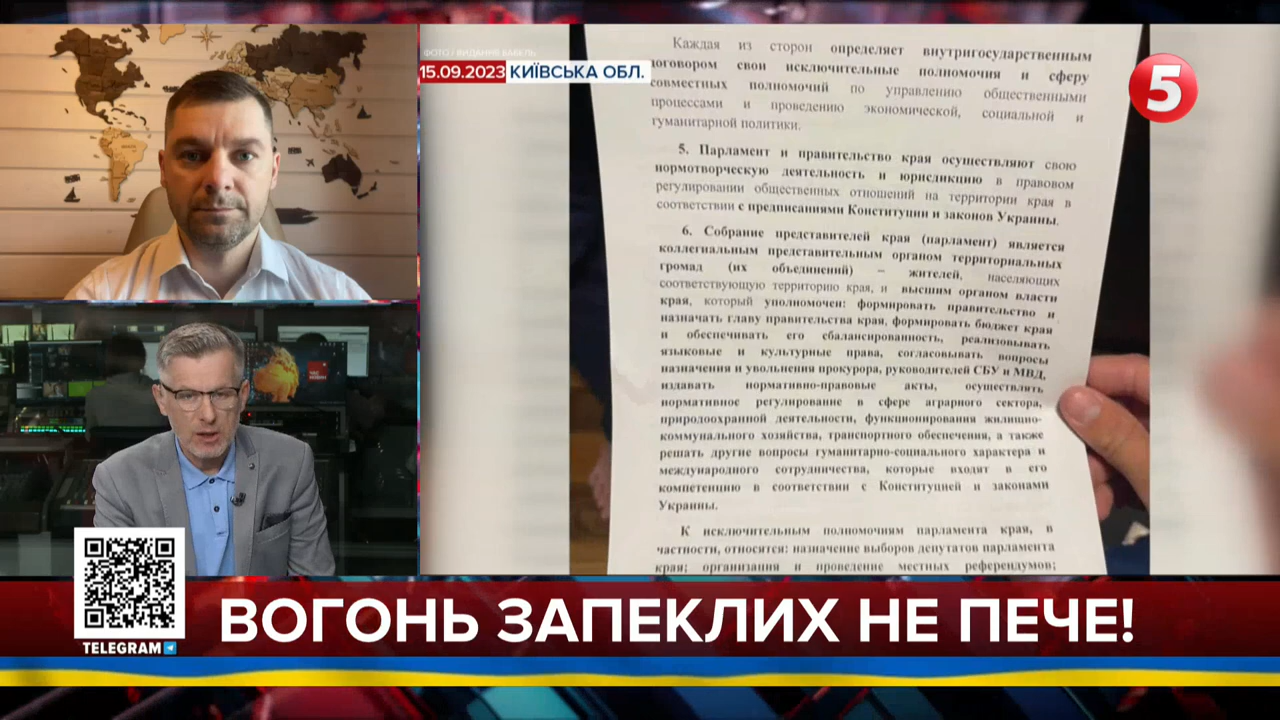 ФОТО / ВИДАННЯ БАБЕЛЬ
15.09.2023 КИЇВСЬКА ОБЛ.
5
Каждая из сторон определяет внутригосударственным
договором свои исключительные полномочия и сферу
совместных полномочий по управлению общественными
процессами и проведению экономической, социальной и
гуманитарной политики.
5. Парламент и правительство края осуществляют свою
нормотворческую деятельность и юрисдикцию в правовом
регулировании общественных отношений на территории края в
соответствии с предписаниями Конституции и законов Украины.
6. Собрание представителей края (парламент) является
коллегиальным представительным органом территориальных
громад (их объединений) – жителей, населяющих
соответствующую территорию края, и высшим органом власти
края, который уполномочен: формировать правительство и
назначать главу правительства края, формировать бюджет края
и обеспечивать его сбалансированность, реализовывать
языковые и культурные права, согласовывать вопросы
назначения и увольнения прокурора, руководителей СБУ и МВД,
издавать нормативно-правовые акты, осуществлять
нормативное регулирование в сфере аграрного сектора,
природоохранной деятельности, функционирования жилищно-
коммунального хозяйства, транспортного обеспечения, а также
решать другие вопросы гуманитарно-социального характера и
международного сотрудничества, которые входят в его
компетенцию в соответствии с Конституцией и законами
Украины.
К исключительным полномочиям парламента края, в
частности, относятся: назначение выборов депутатов парламента
края; организация и проведение местных референдумов;
TELEGRAM
ВОГОНЬ ЗАПЕКЛИХ НЕ ПЕЧЕ!